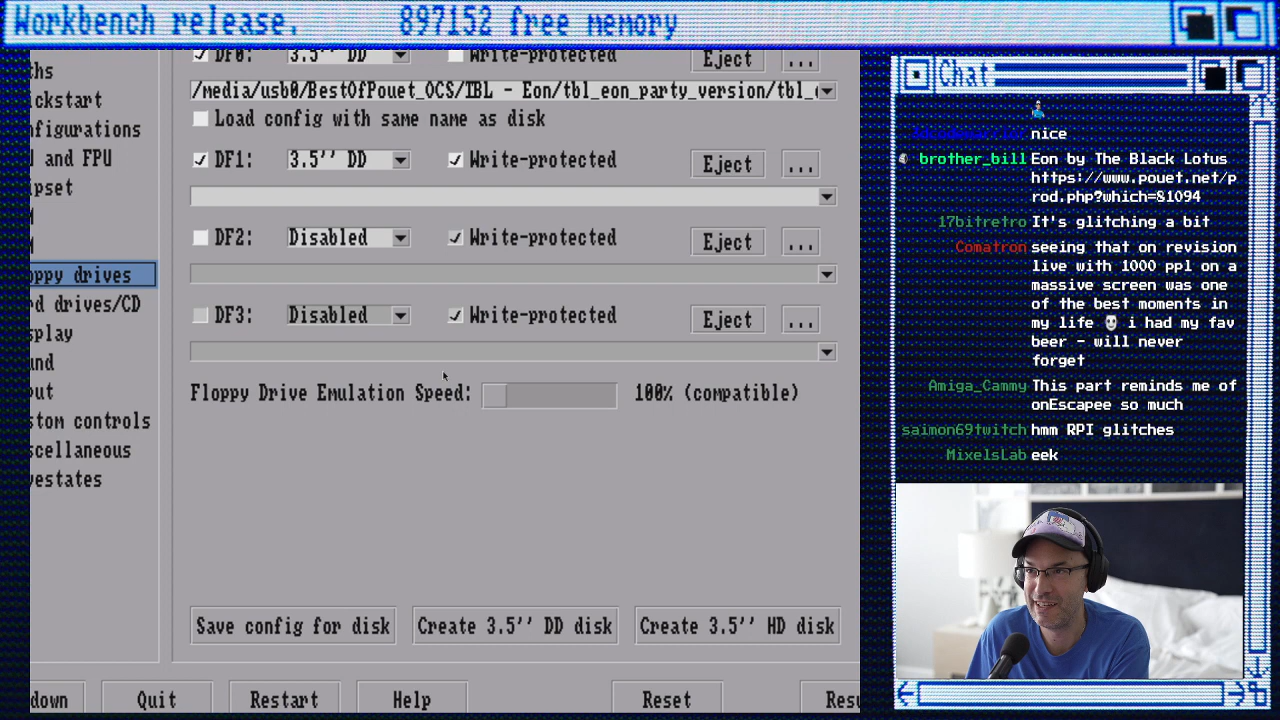 Workbench release. 897152 free memory
ths
ckstart
nfigurations
U and FPU
ipset
oppy drives
rd drives/CD
splay
und
put
stom controls
scellaneous
vestates
DF0: 3.5'' DD Write-protected Eject ...
/media/usb0/BestOfPouet_OCS/TBL - Eon/tbl_eon_party_version/tbl_
Load config with same name as disk
DF1: 3.5'' DD Write-protected Eject ...
DF2: Disabled Write-protected Eject ...
DF3: Disabled Write-protected Eject ...
Floppy Drive Emulation Speed: 100% (compatible)
Save config for disk Create 3.5'' DD disk Create 3.5'' HD disk
down Quit Restart Help Reset Resu
Chat
nice
brother_bill Eon by The Black Lotus
https://www.pouet.net/p
rod.php?which=81094
17bitretro It's glitching a bit
Comatron seeing that on revision
live with 1000 ppl on a
massive screen was one
of the best moments in
my life i had my fav
beer - will never
forget
Amiga_Cammy This part reminds me of
onEscapee so much
saimon69twitch hmm RPI glitches
MixelsLab eek